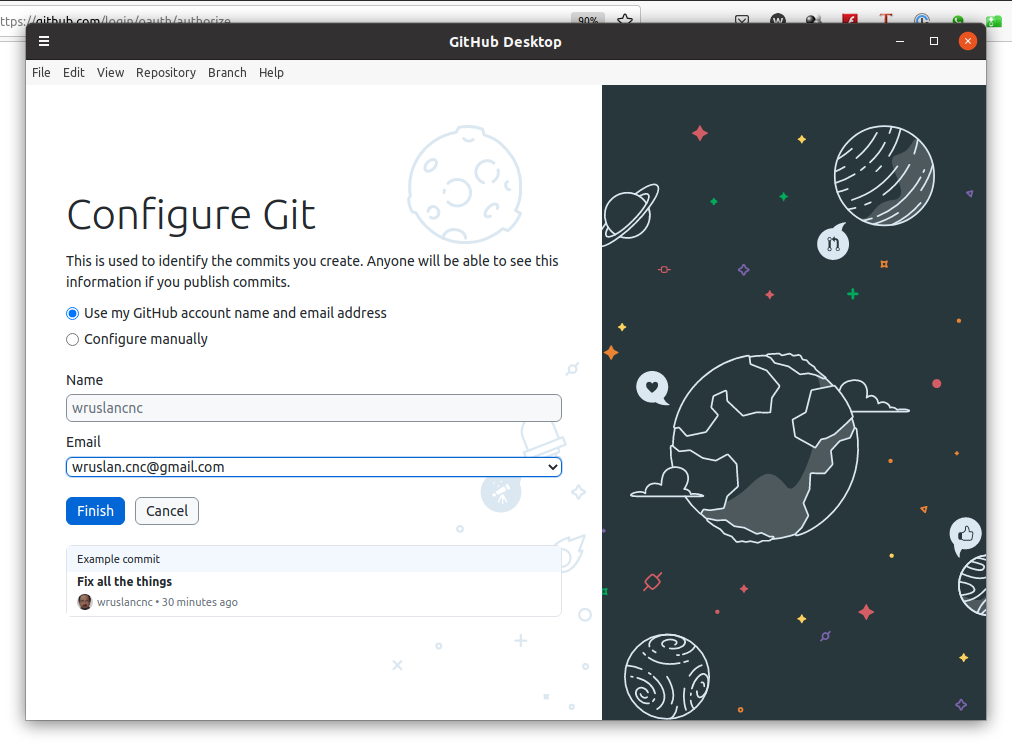 ttps://github.com/login/oauth/authorize
90%
GitHub Desktop
File Edit View Repository Branch Help
Configure Git
This is used to identify the commits you create. Anyone will be able to see this
information if you publish commits.
Use my GitHub account name and email address
Configure manually
Name
wruslancnc
Email
wruslan.cnc@gmail.com
Finish Cancel
Example commit
Fix all the things
wruslancnc • 30 minutes ago